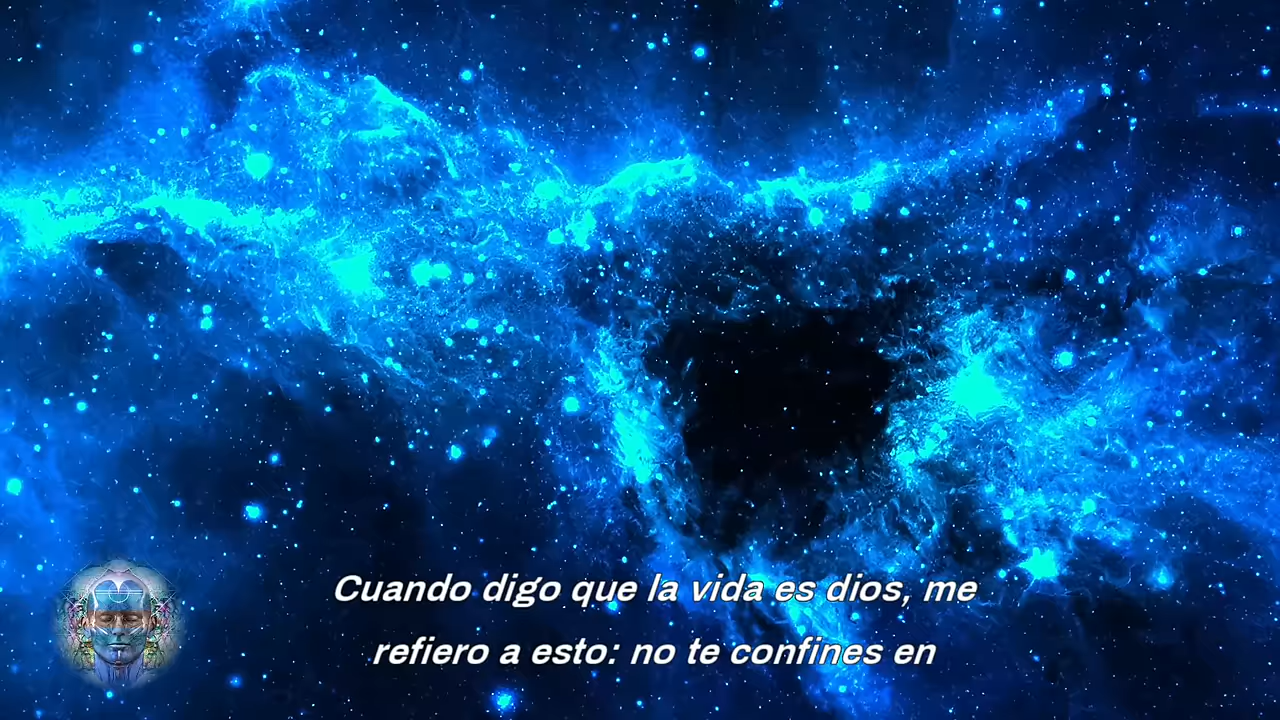 Cuando digo que la vida es dios, me
refiero a esto: no te confines en